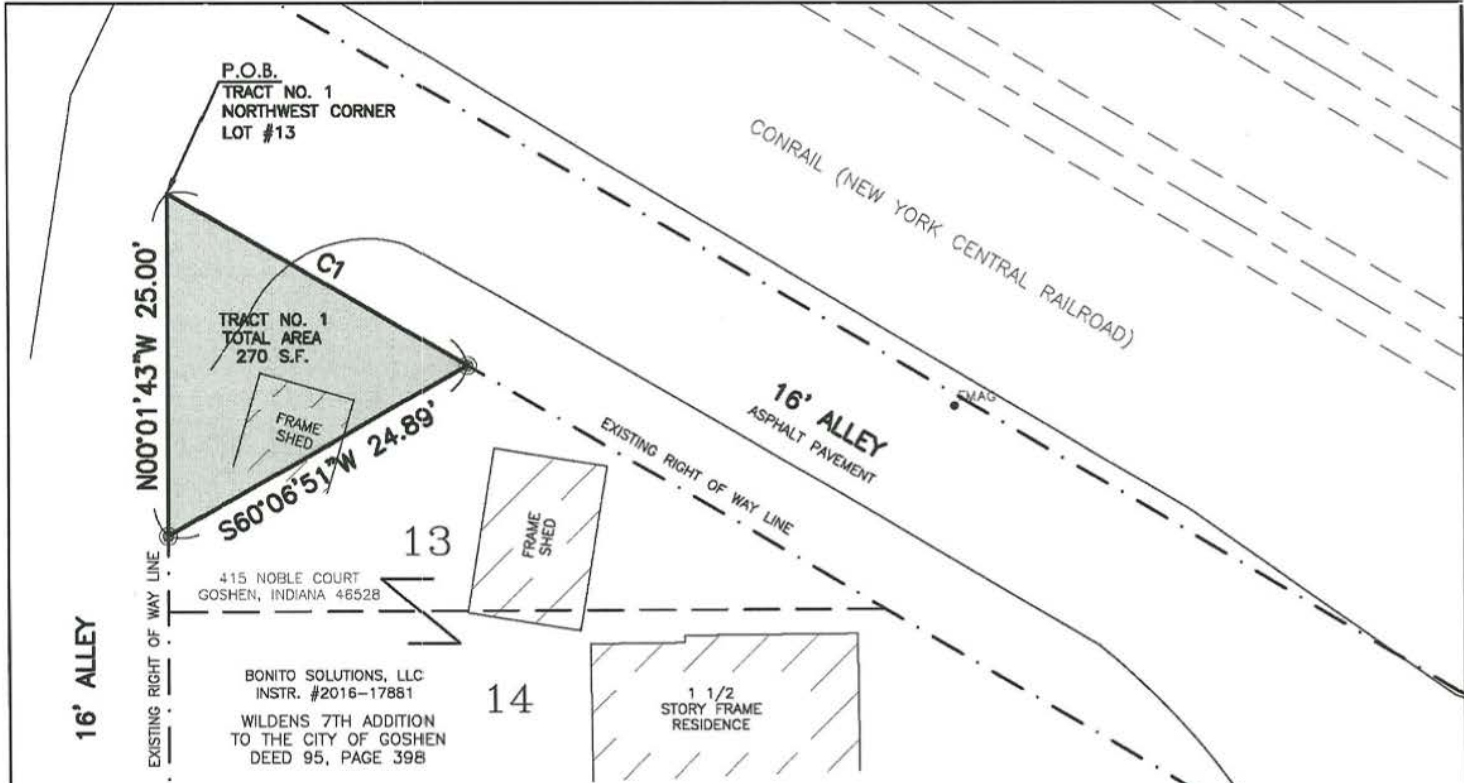 P.O.B.
TRACT NO. 1
NORTHWEST CORNER
LOT #13
CONRAIL (NEW YORK CENTRAL RAILROAD)
N00°01'43"W 25.00'
C1
TRACT NO. 1
TOTAL AREA
270 S.F.
FRAME
SHED
S60°06'51"W 24.89'
16' ALLEY
ASPHALT PAVEMENT
EXISTING RIGHT OF WAY LINE
FRAME
SHED
13
415 NOBLE COURT
GOSHEN, INDIANA 46528
16' ALLEY
EXISTING RIGHT OF WAY LINE
BONITO SOLUTIONS, LLC
INSTR. #2016-17881
WILDENS 7TH ADDITION
TO THE CITY OF GOSHEN
DEED 95, PAGE 398
14
1 1/2
STORY FRAME
RESIDENCE